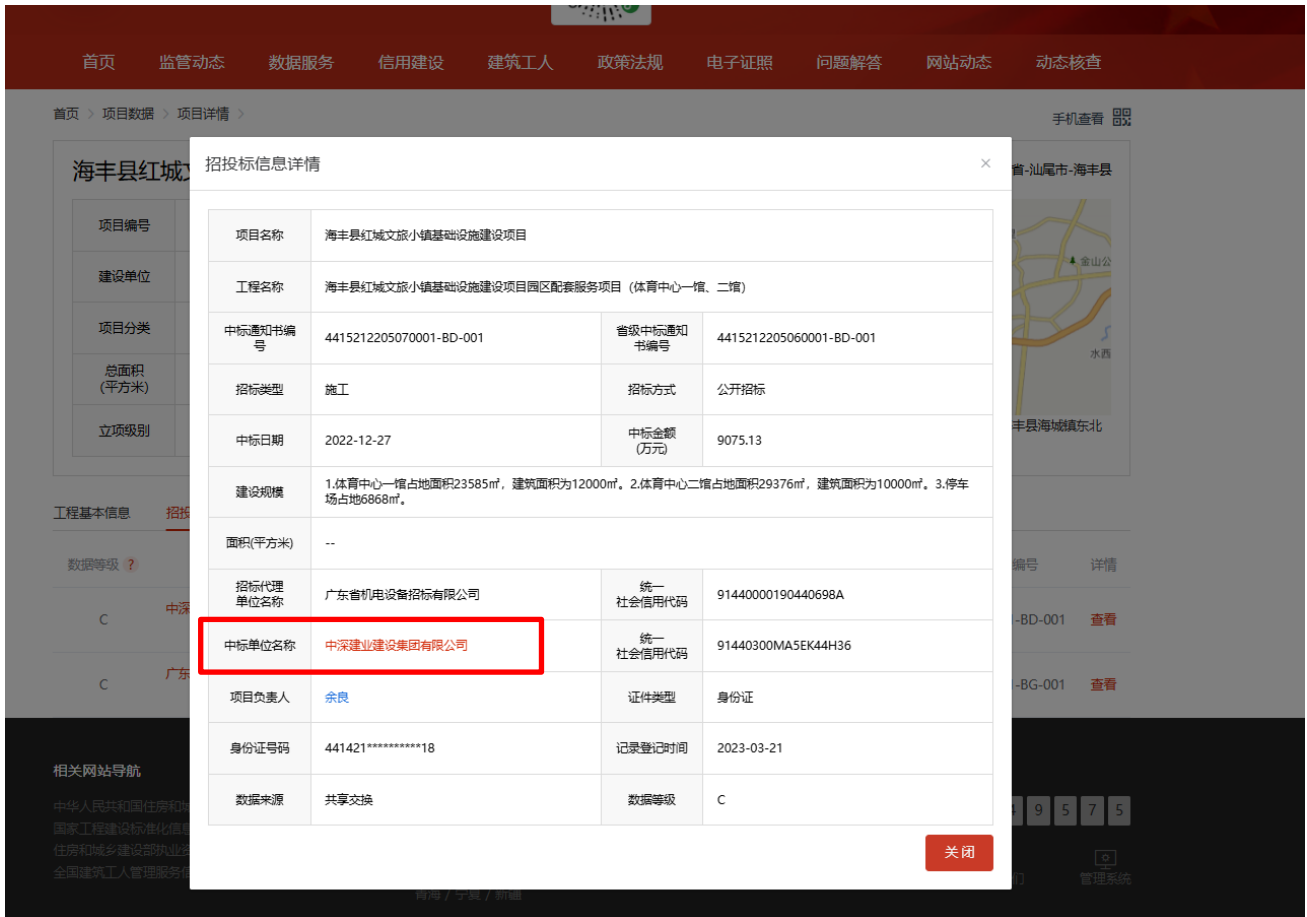 首页 监管动态 数据服务 信用建设 建筑工人 政策法规 电子证照 问题解答 网站动态 动态核查
首页 > 项目数据 > 项目详情 >
手机查看
海丰县红城
省-汕尾市-海丰县
项目编号
建设单位
项目分类
总面积
(平方米)
立项级别
金山公
水西
丰县海城镇东北
工程基本信息 招投
数据等级 ?
编号 详情
C 中深
-BD-001 查看
C 广东
-BG-001 查看
招投标信息详情 ×
项目名称 海丰县红城文旅小镇基础设施建设项目
工程名称 海丰县红城文旅小镇基础设施建设项目园区配套服务项目（体育中心一馆、二馆）
中标通知书编
号
4415212205070001-BD-001
省级中标通知
书编号
4415212205060001-BD-001
招标类型 施工 招标方式 公开招标
中标日期 2022-12-27
中标金额
(万元)
9075.13
建设规模
1.体育中心一馆占地面积23585㎡，建筑面积为12000㎡。2.体育中心二馆占地面积29376㎡，建筑面积为10000㎡。3.停车
场占地6868㎡。
面积(平方米) --
招标代理
单位名称
广东省机电设备招标有限公司
统一
社会信用代码
91440000190440698A
中标单位名称 中深建业建设集团有限公司
统一
社会信用代码
91440300MA5EK44H36
项目负责人 余良 证件类型 身份证
身份证号码 441421**********18 记录登记时间 2023-03-21
数据来源 共享交换 数据等级 C
关闭
相关网站导航
中华人民共和国住房和城
国家工程建设标准化信息
住房和城乡建设部执业资
全国建筑工人管理服务信
青海 / 宁夏 / 新疆
9 5 7 5
们
管理系统